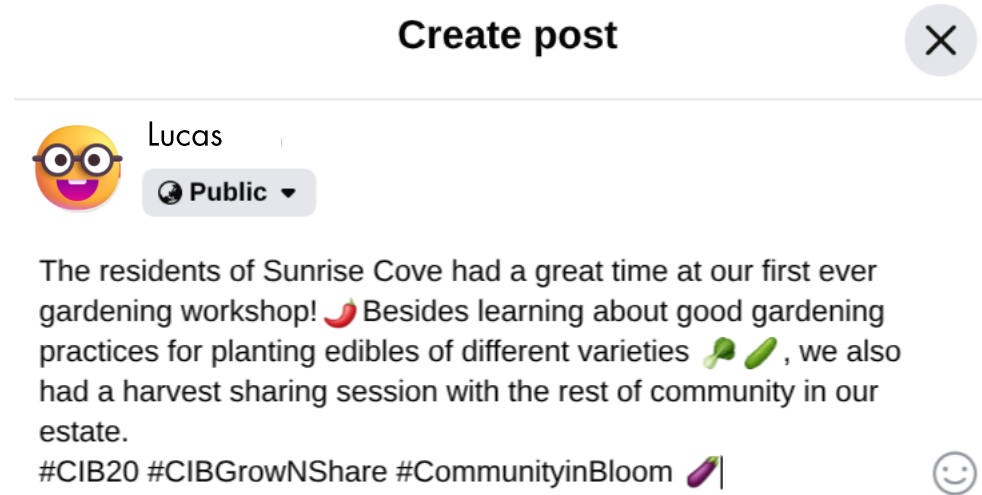 Create post
Lucas
Public
The residents of Sunrise Cove had a great time at our first ever
gardening workshop! 🌶️ Besides learning about good gardening
practices for planting edibles of different varieties 🥬🥒 , we also
had a harvest sharing session with the rest of community in our
estate.
#CIB20 #CIBGrowNShare #CommunityinBloom 🍆